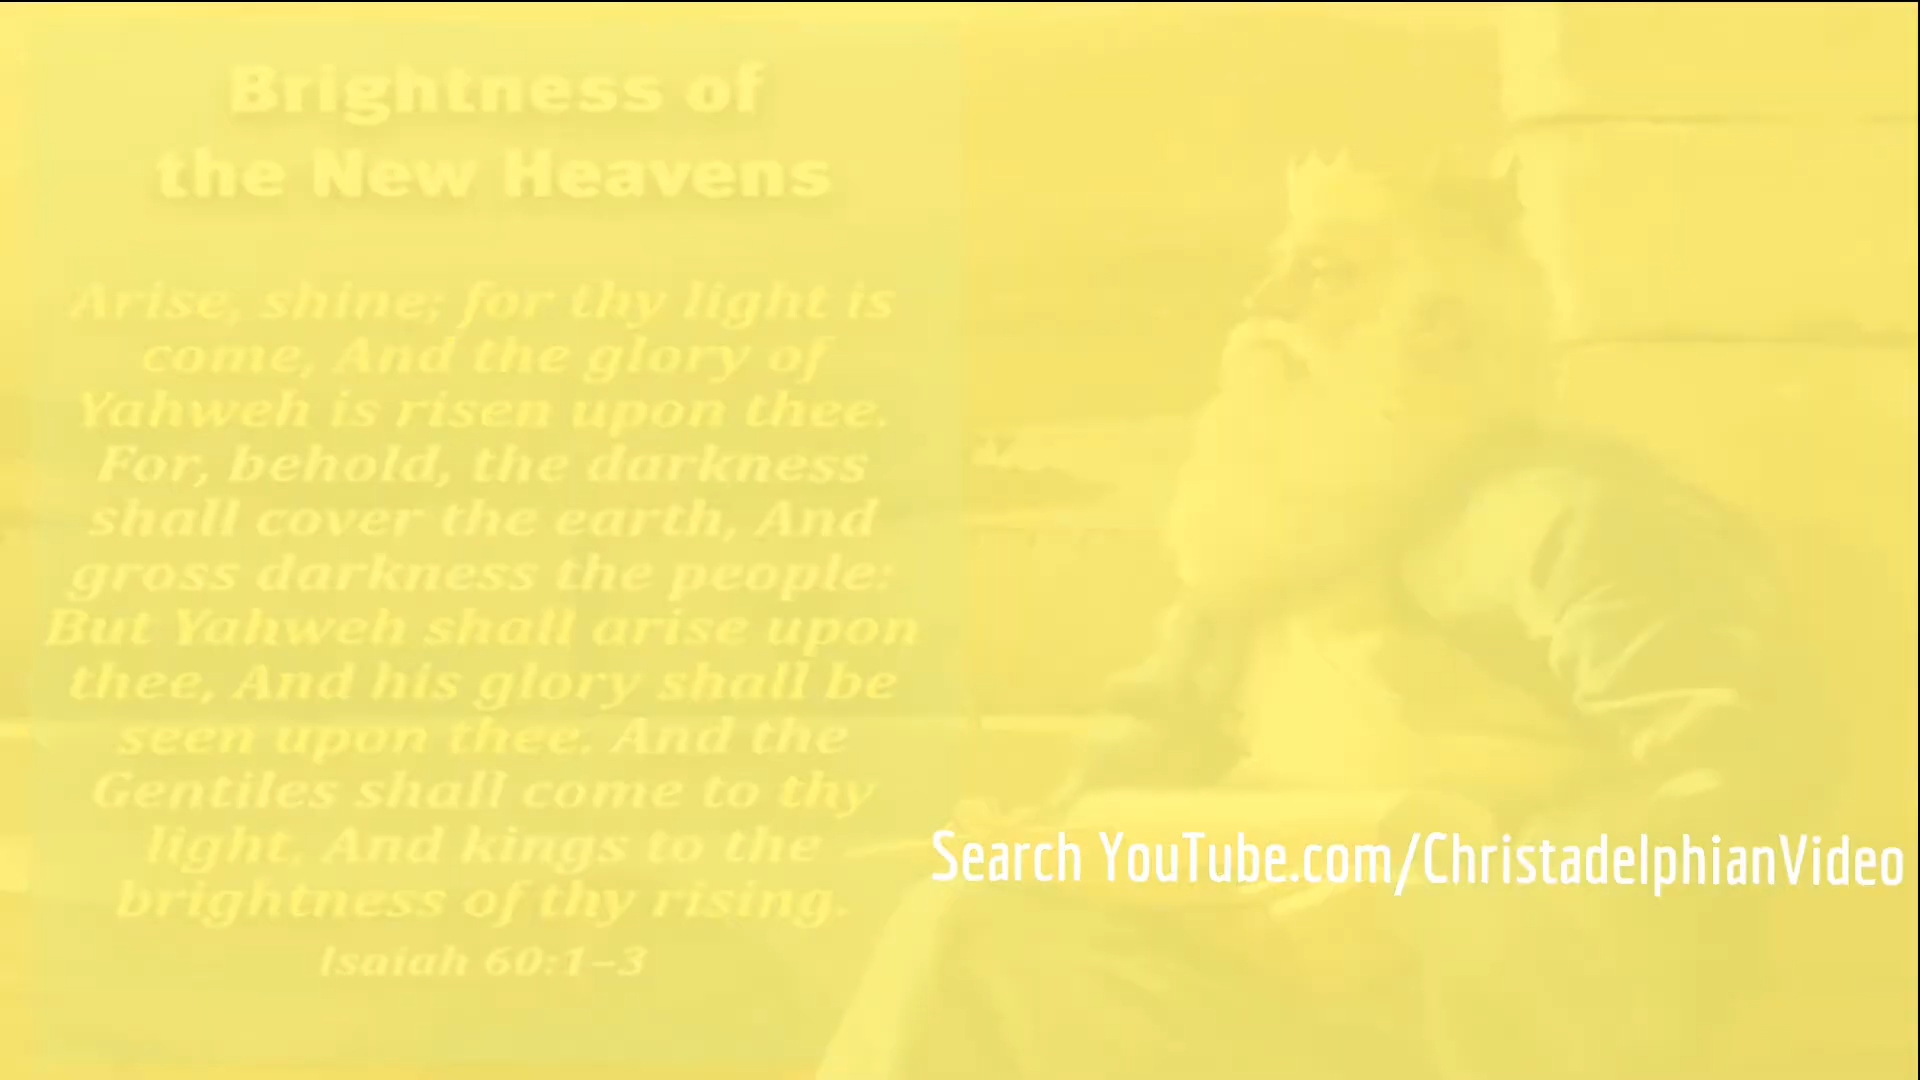 Brightness of
the New Heavens
Arise, shine; for thy light is
come, And the glory of
Yahweh is risen upon thee.
For, behold, the darkness
shall cover the earth, And
gross darkness the people:
But Yahweh shall arise upon
thee, And his glory shall be
seen upon thee. And the
Gentiles shall come to thy
light, And kings to the
brightness of thy rising.
Isaiah 60:1–3
Search YouTube.com/ChristadelphianVideo